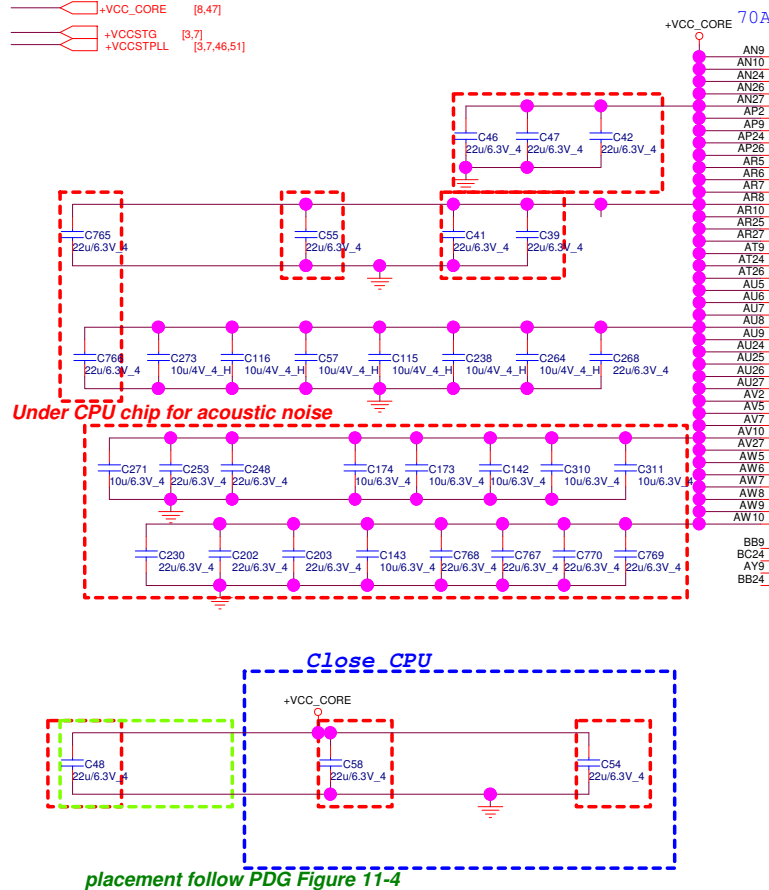 +VCC_CORE [8,47]
+VCCSTG [3,7]
+VCCSTPLL [3,7,46,51]
+VCC_CORE 70A
AN9
AN10
AN24
AN26
AN27
AP2
AP9
AP24
AP26
AR5
AR6
AR7
AR8
AR10
AR25
AR27
AT9
AT24
AT26
AU5
AU6
AU7
AU8
AU9
AU24
AU25
AU26
AU27
AV2
AV5
AV7
AV10
AV27
AW5
AW6
AW7
AW8
AW9
AW10
BB9
BC24
AY9
BB24
C46 C47 C42
22u/6.3V_4 22u/6.3V_4 22u/6.3V_4
C765 C55 C41 C39
22u/6.3V_4 22u/6.3V_4 22u/6.3V_4 22u/6.3V_4
C766 C273 C116 C57 C115 C238 C264 C268
22u/6.3V_4 10u/4V_4_H 10u/4V_4_H 10u/4V_4_H 10u/4V_4_H 10u/4V_4_H 10u/4V_4_H 22u/6.3V_4
Under CPU chip for acoustic noise
C271 C253 C248 C174 C173 C142 C310 C311
10u/6.3V_4 22u/6.3V_4 22u/6.3V_4 10u/6.3V_4 10u/6.3V_4 10u/6.3V_4 10u/6.3V_4 10u/6.3V_4
C230 C202 C203 C143 C768 C767 C770 C769
22u/6.3V_4 22u/6.3V_4 22u/6.3V_4 10u/6.3V_4 22u/6.3V_4 22u/6.3V_4 22u/6.3V_4 22u/6.3V_4
Close CPU
+VCC_CORE
C48 C58 C54
22u/6.3V_4 22u/6.3V_4 22u/6.3V_4
placement follow PDG Figure 11-4